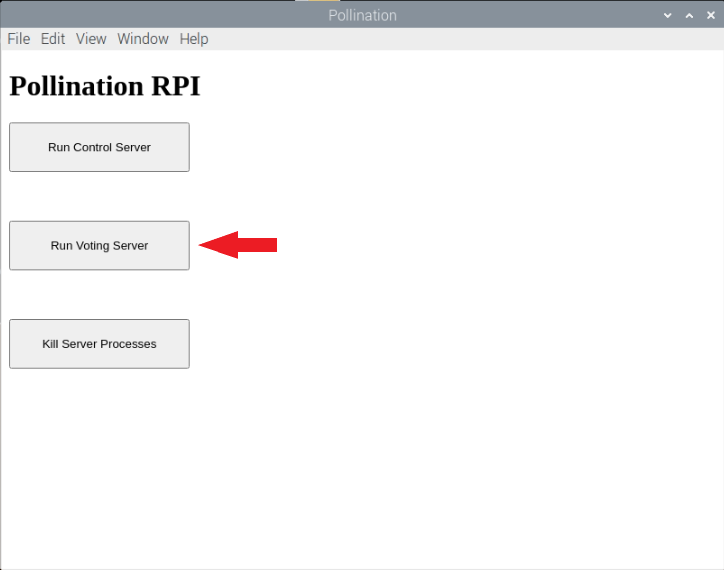 Pollination
File Edit View Window Help
Pollination RPI
Run Control Server
Run Voting Server
Kill Server Processes